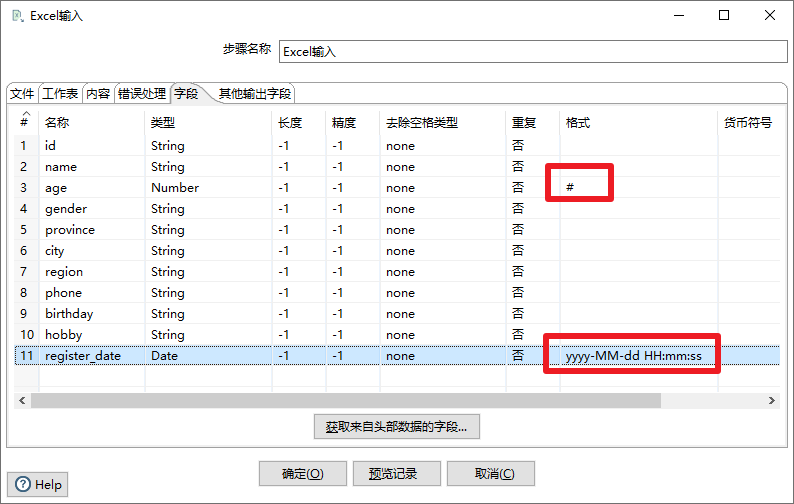 Excel输入
步骤名称 Excel输入
文件 工作表 内容 错误处理 字段 其他输出字段
# 名称 类型 长度 精度 去除空格类型 重复 格式 货币符号
1 id String -1 -1 none 否
2 name String -1 -1 none 否
3 age Number -1 -1 none 否 #
4 gender String -1 -1 none 否
5 province String -1 -1 none 否
6 city String -1 -1 none 否
7 region String -1 -1 none 否
8 phone String -1 -1 none 否
9 birthday String -1 -1 none 否
10 hobby String -1 -1 none 否
11 register_date Date -1 -1 none 否 yyyy-MM-dd HH:mm:ss
获取来自头部数据的字段...
确定(O) 预览记录 取消(C)
Help